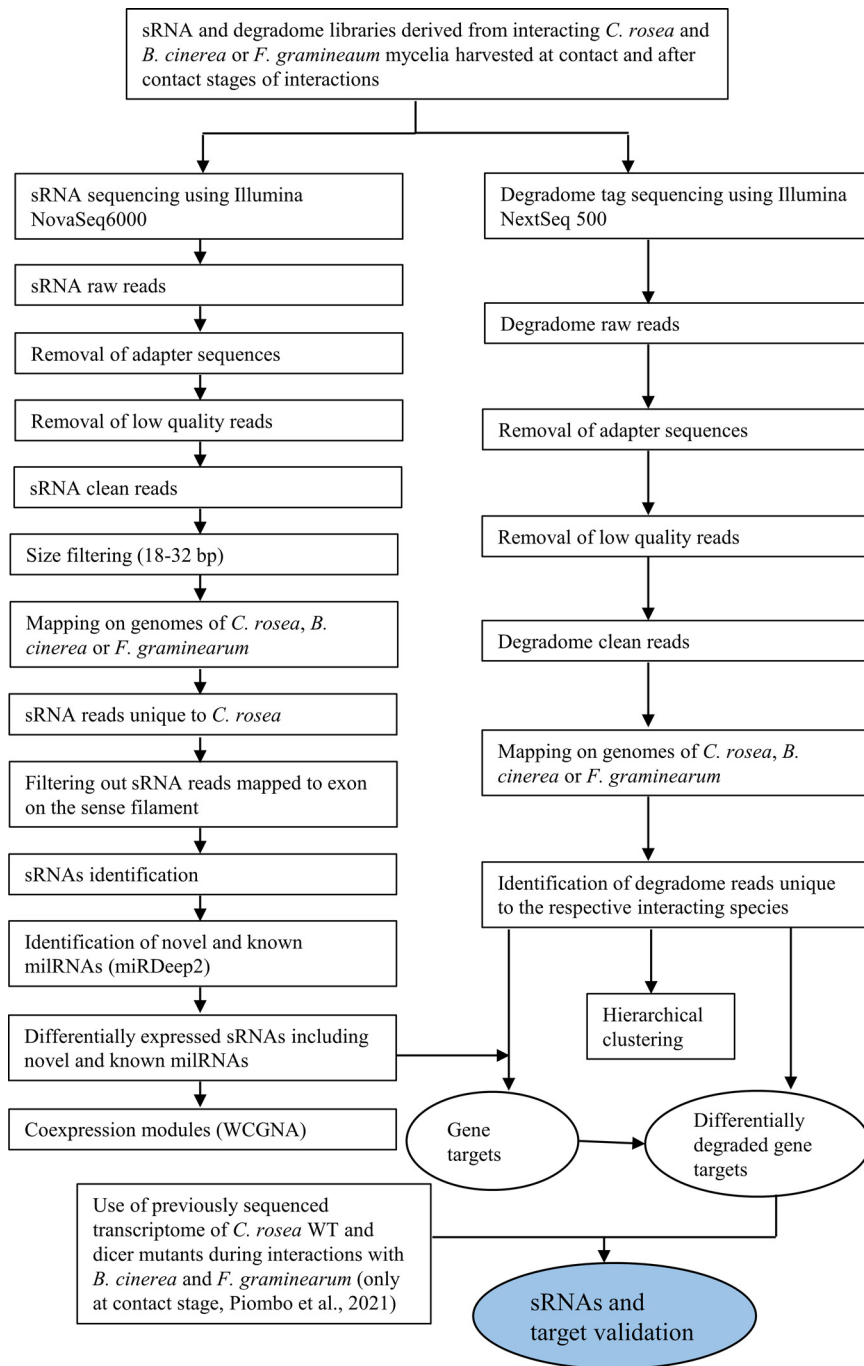 sRNA and degradome libraries derived from interacting C. rosea and
B. cinerea or F. gramineaum mycelia harvested at contact and after
contact stages of interactions
sRNA sequencing using Illumina
NovaSeq6000
sRNA raw reads
Removal of adapter sequences
Removal of low quality reads
sRNA clean reads
Size filtering (18-32 bp)
Mapping on genomes of C. rosea, B.
cinerea or F. graminearum
sRNA reads unique to C. rosea
Filtering out sRNA reads mapped to exon
on the sense filament
sRNAs identification
Identification of novel and known
milRNAs (miRDeep2)
Differentially expressed sRNAs including
novel and known milRNAs
Coexpression modules (WCGNA)
Degradome tag sequencing using Illumina
NextSeq 500
Degradome raw reads
Removal of adapter sequences
Removal of low quality reads
Degradome clean reads
Mapping on genomes of C. rosea, B.
cinerea or F. graminearum
Identification of degradome reads unique
to the respective interacting species
Hierarchical
clustering
Gene
targets
Differentially
degraded gene
targets
Use of previously sequenced
transcriptome of C. rosea WT and
dicer mutants during interactions with
B. cinerea and F. graminearum (only
at contact stage, Piombo et al., 2021)
sRNAs and
target validation